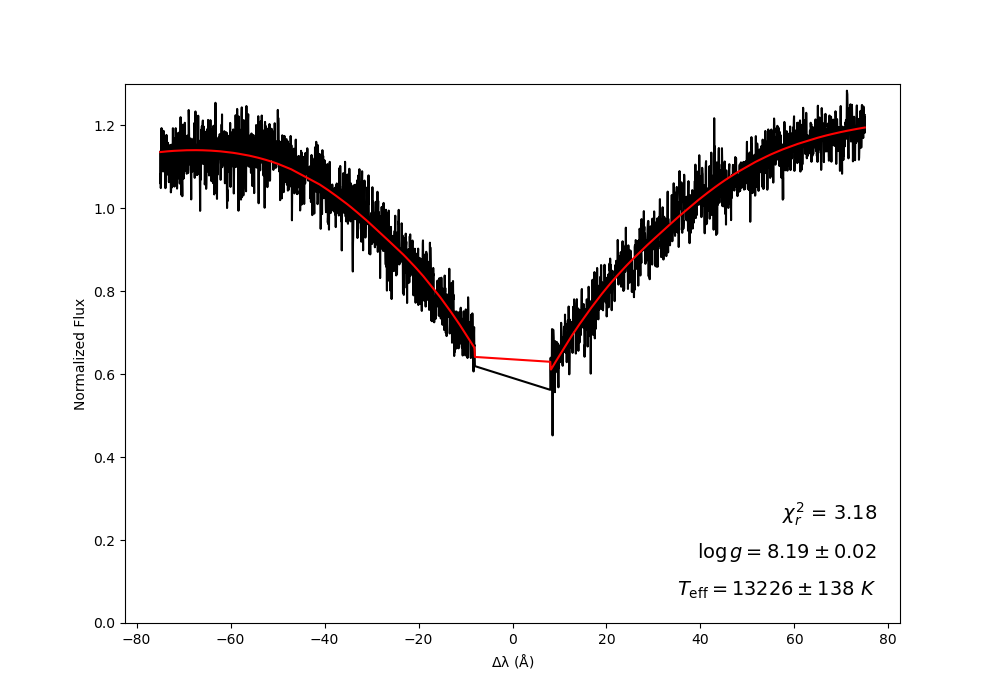 Normalized Flux
1.2
1.0
0.8
0.6
0.4
0.2
0.0
χ²ᵣ = 3.18
log g = 8.19 ± 0.02
T_eff = 13226 ± 138 K
−80 −60 −40 −20 0 20 40 60 80
Δλ (Å)